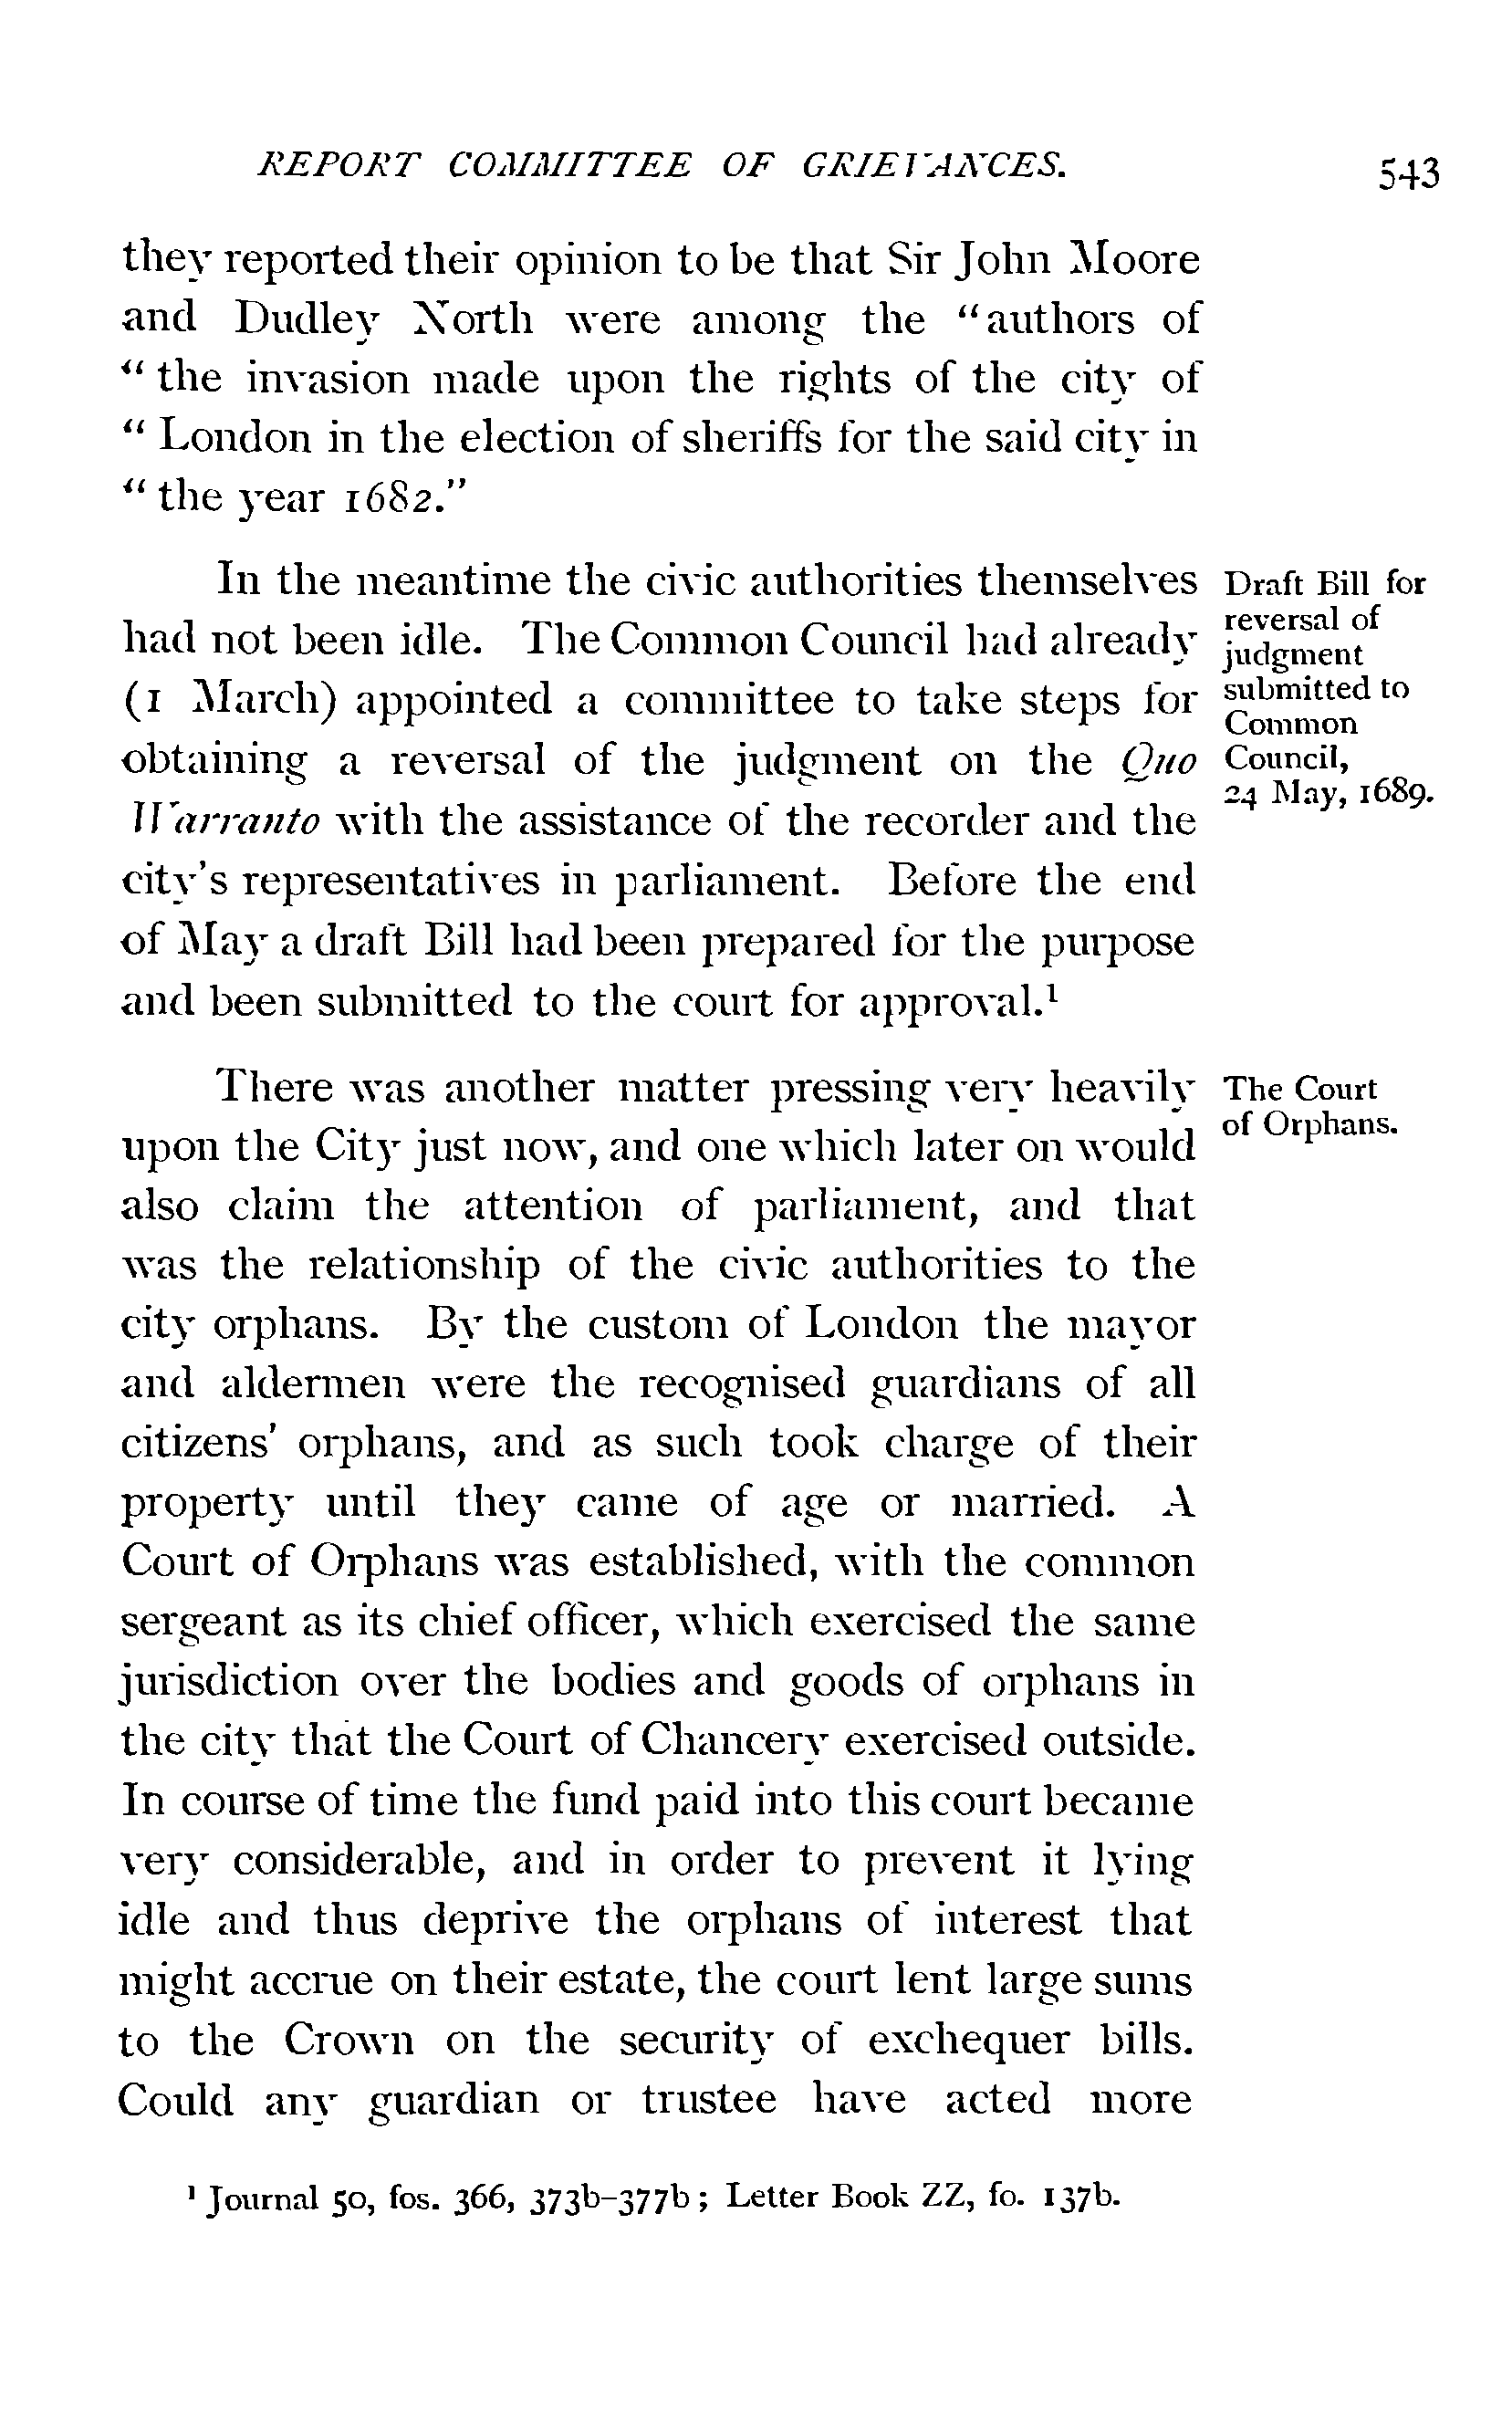 REPORT COMMITTEE OF GRIEVANCES.
543
they reported their opinion to be that Sir John Moore
and Dudley North were among the "authors of
" the invasion made upon the rights of the city of
" London in the election of sheriffs for the said city in
" the year 1682."
In the meantime the civic authorities themselves
had not been idle. The Common Council had already
(1 March) appointed a committee to take steps for
obtaining a reversal of the judgment on the Quo
Warranto with the assistance of the recorder and the
city's representatives in parliament. Before the end
of May a draft Bill had been prepared for the purpose
and been submitted to the court for approval.¹
Draft Bill for
reversal of
judgment
submitted to
Common
Council,
24 May, 1689.
There was another matter pressing very heavily
upon the City just now, and one which later on would
also claim the attention of parliament, and that
was the relationship of the civic authorities to the
city orphans. By the custom of London the mayor
and aldermen were the recognised guardians of all
citizens' orphans, and as such took charge of their
property until they came of age or married. A
Court of Orphans was established, with the common
sergeant as its chief officer, which exercised the same
jurisdiction over the bodies and goods of orphans in
the city that the Court of Chancery exercised outside.
In course of time the fund paid into this court became
very considerable, and in order to prevent it lying
idle and thus deprive the orphans of interest that
might accrue on their estate, the court lent large sums
to the Crown on the security of exchequer bills.
Could any guardian or trustee have acted more
The Court
of Orphans.
¹ Journal 50, fos. 366, 373b-377b; Letter Book ZZ, fo. 137b.